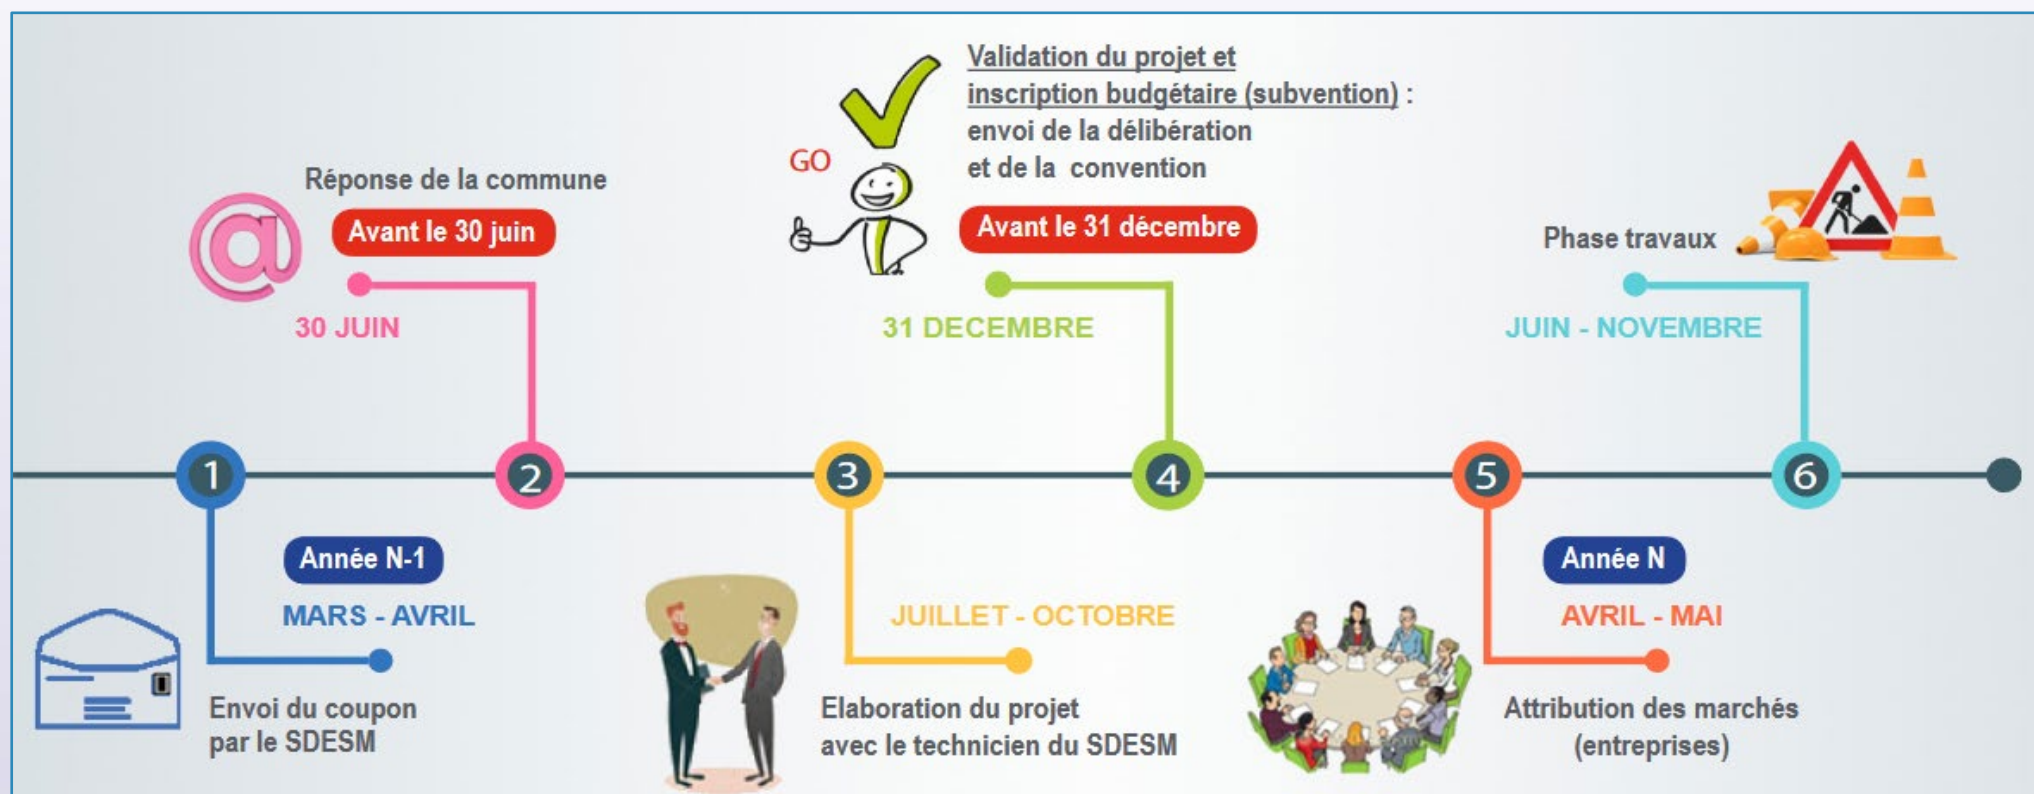 1
Année N-1
MARS - AVRIL
Envoi du coupon
par le SDESM
2
Réponse de la commune
Avant le 30 juin
30 JUIN
3
JUILLET - OCTOBRE
Elaboration du projet
avec le technicien du SDESM
4
GO
Validation du projet et
inscription budgétaire (subvention) :
envoi de la délibération
et de la convention
Avant le 31 décembre
31 DECEMBRE
5
Année N
AVRIL - MAI
Attribution des marchés
(entreprises)
6
Phase travaux
JUIN - NOVEMBRE